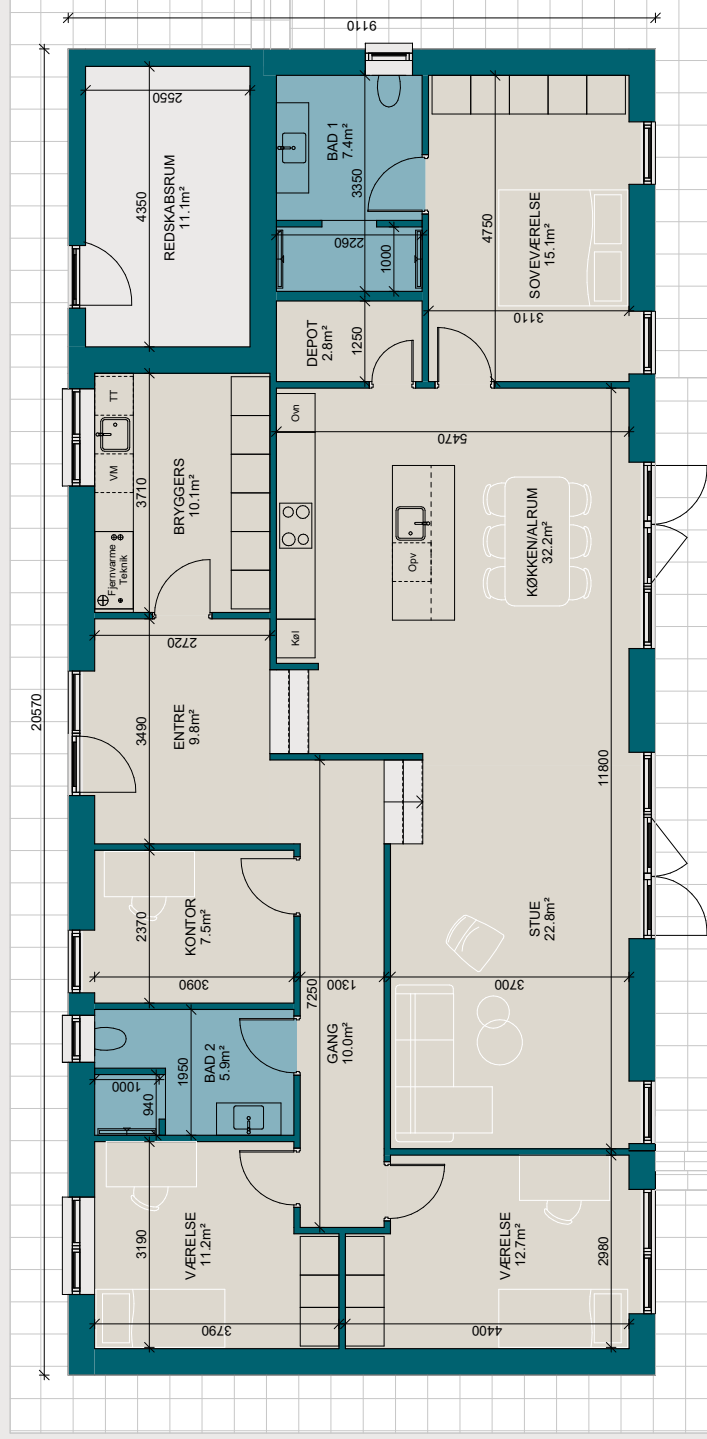 9110
20570
2550
4350
REDSKABSRUM
11.1m²
BAD 1
7.4m²
3350
2260
1000
4750
SOVEVÆRELSE
15.1m²
3110
DEPOT
2.8m²
1250
TT
VM
Fjernvarme
Teknik
3710
BRYGGERS
10.1m²
Ovn
5470
Opv
Køl
KØKKEN/ALRUM
32.2m²
2720
3490
ENTRE
9.8m²
11800
2370
KONTOR
7.5m²
3090
7250
1300
3700
STUE
22.8m²
GANG
10.0m²
1950
BAD 2
5.9m²
1000
940
3190
VÆRELSE
11.2m²
3790
VÆRELSE
12.7m²
2980
4400